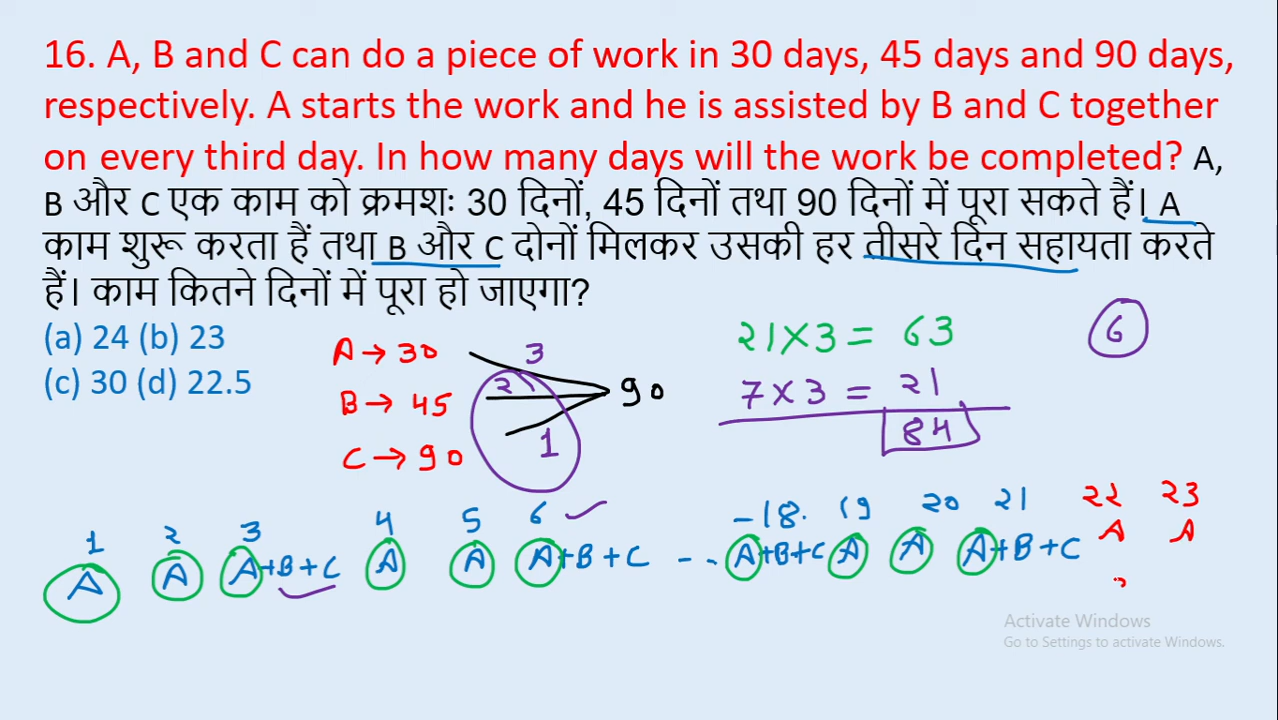 16. A, B and C can do a piece of work in 30 days, 45 days and 90 days,
respectively. A starts the work and he is assisted by B and C together
on every third day. In how many days will the work be completed? A,
B और C एक काम को क्रमशः 30 दिनों, 45 दिनों तथा 90 दिनों में पूरा सकते हैं। A
काम शुरू करता हैं तथा B और C दोनों मिलकर उसकी हर तीसरे दिन सहायता करते
हैं। काम कितने दिनों में पूरा हो जाएगा?
(a) 24 (b) 23
(c) 30 (d) 22.5
A → 30
B → 45
C → 90
3
2
1
90
21 × 3 = 63
7 × 3 = 21
84
6
1 2 3 4 5 6 - 18. 19 20 21 22 23
A A A+B+C A A A+B+C - - . A+B+C A A A+B+C A A
Activate Windows
Go to Settings to activate Windows.